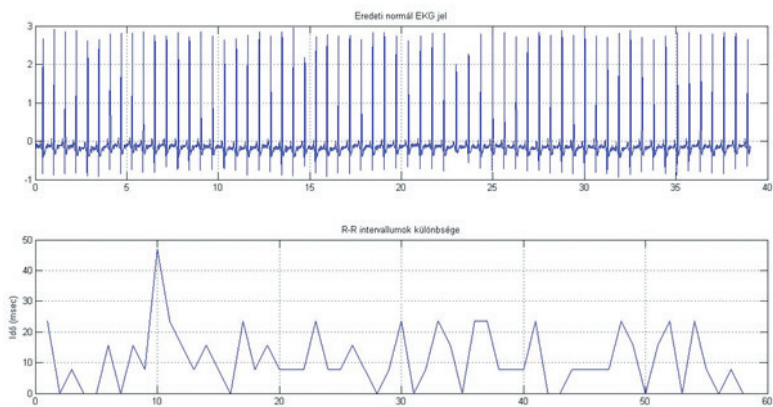 Eredeti normál EKG jel
3
2
1
0
-1
0 5 10 15 20 25 30 35 40
R-R intervallumok különbsége
Idő (msec)
50
40
30
20
10
0
10 20 30 40 50 60